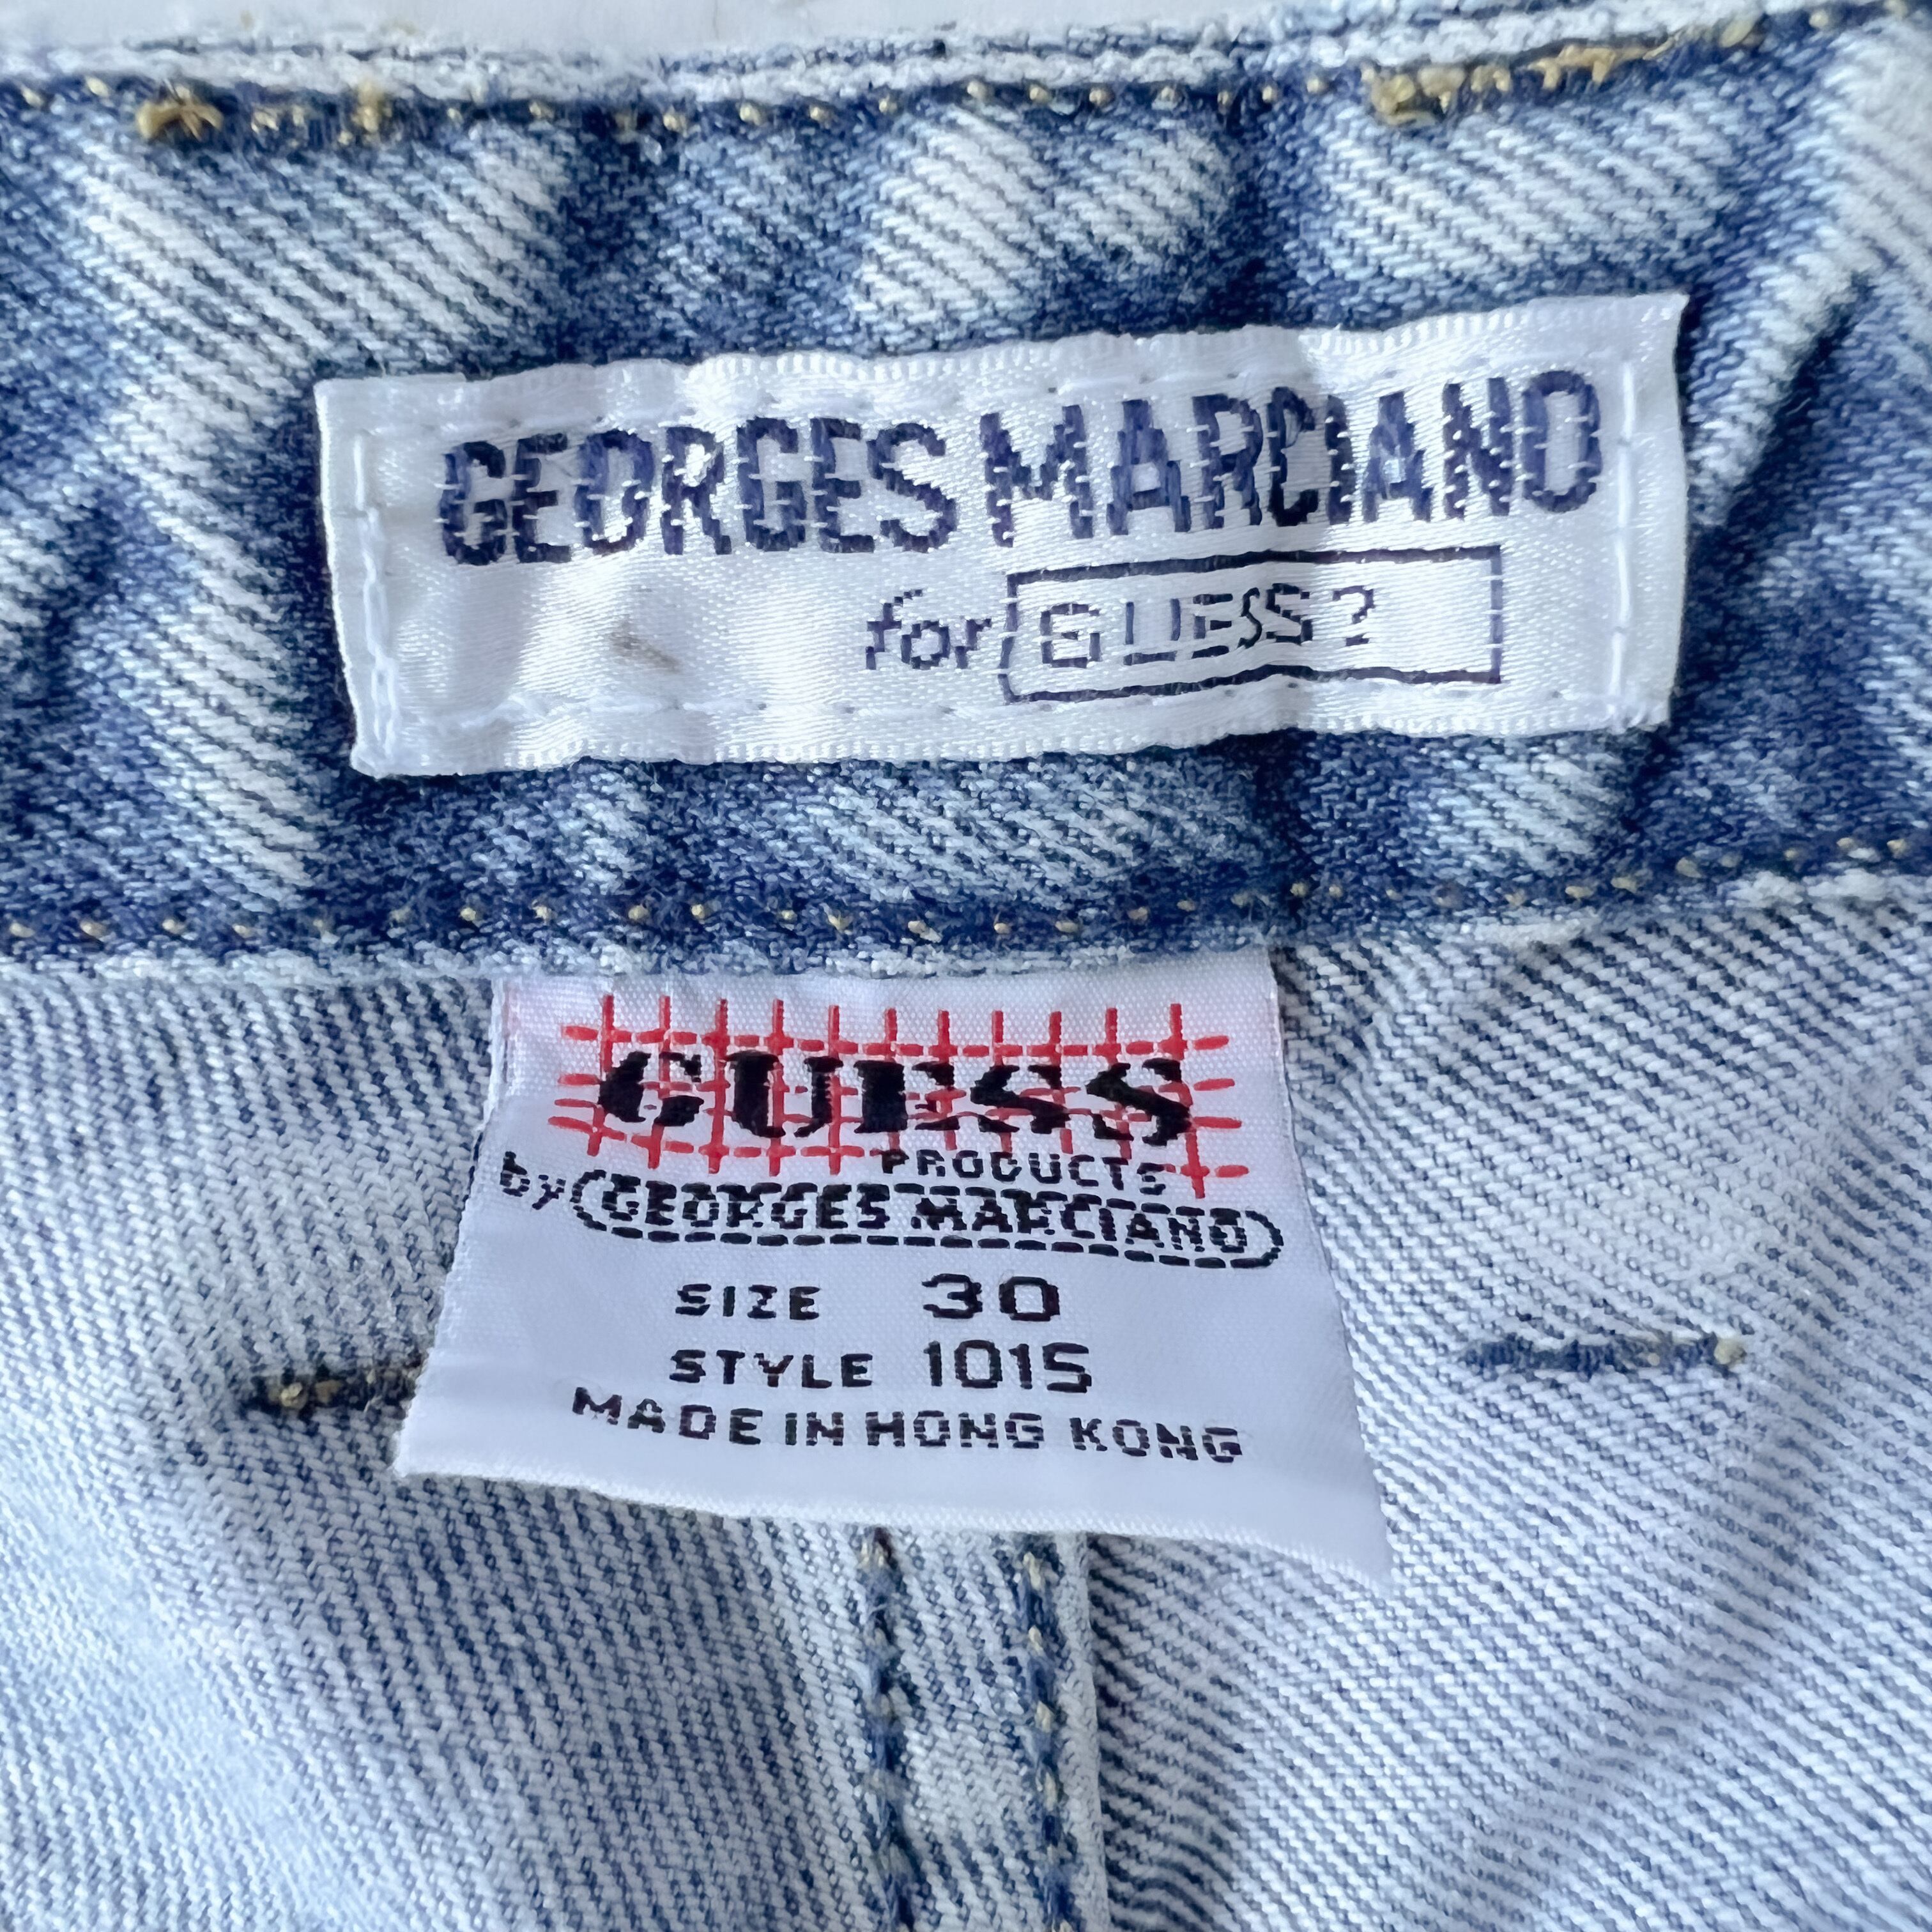 GEORGES MARCIANO
for GUESS?
GUESS
PRODUCTS
by GEORGES MARCIANO
SIZE 30
STYLE 1015
MADE IN HONG KONG